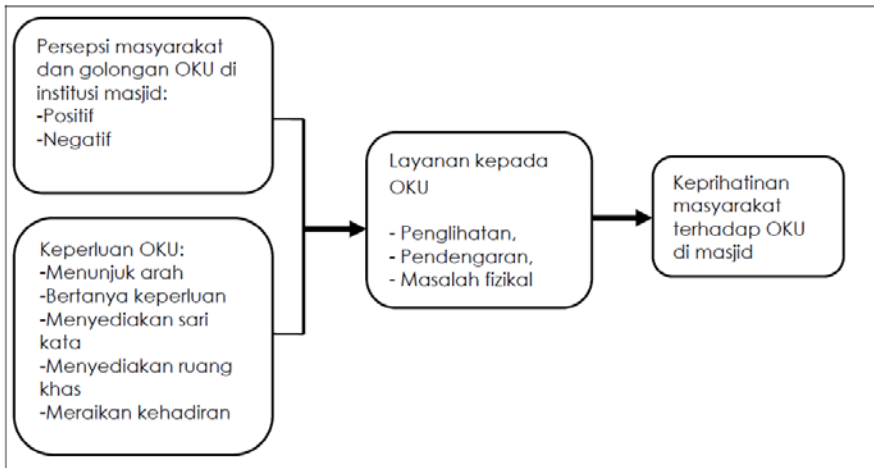 Persepsi masyarakat
dan golongan OKU di
institusi masjid:
-Positif
-Negatif
Keperluan OKU:
-Menunjuk arah
-Bertanya keperluan
-Menyediakan sari
kata
-Menyediakan ruang
khas
-Meraikan kehadiran
Layanan kepada
OKU
- Penglihatan,
- Pendengaran,
- Masalah fizikal
Keprihatinan
masyarakat
terhadap OKU
di masjid